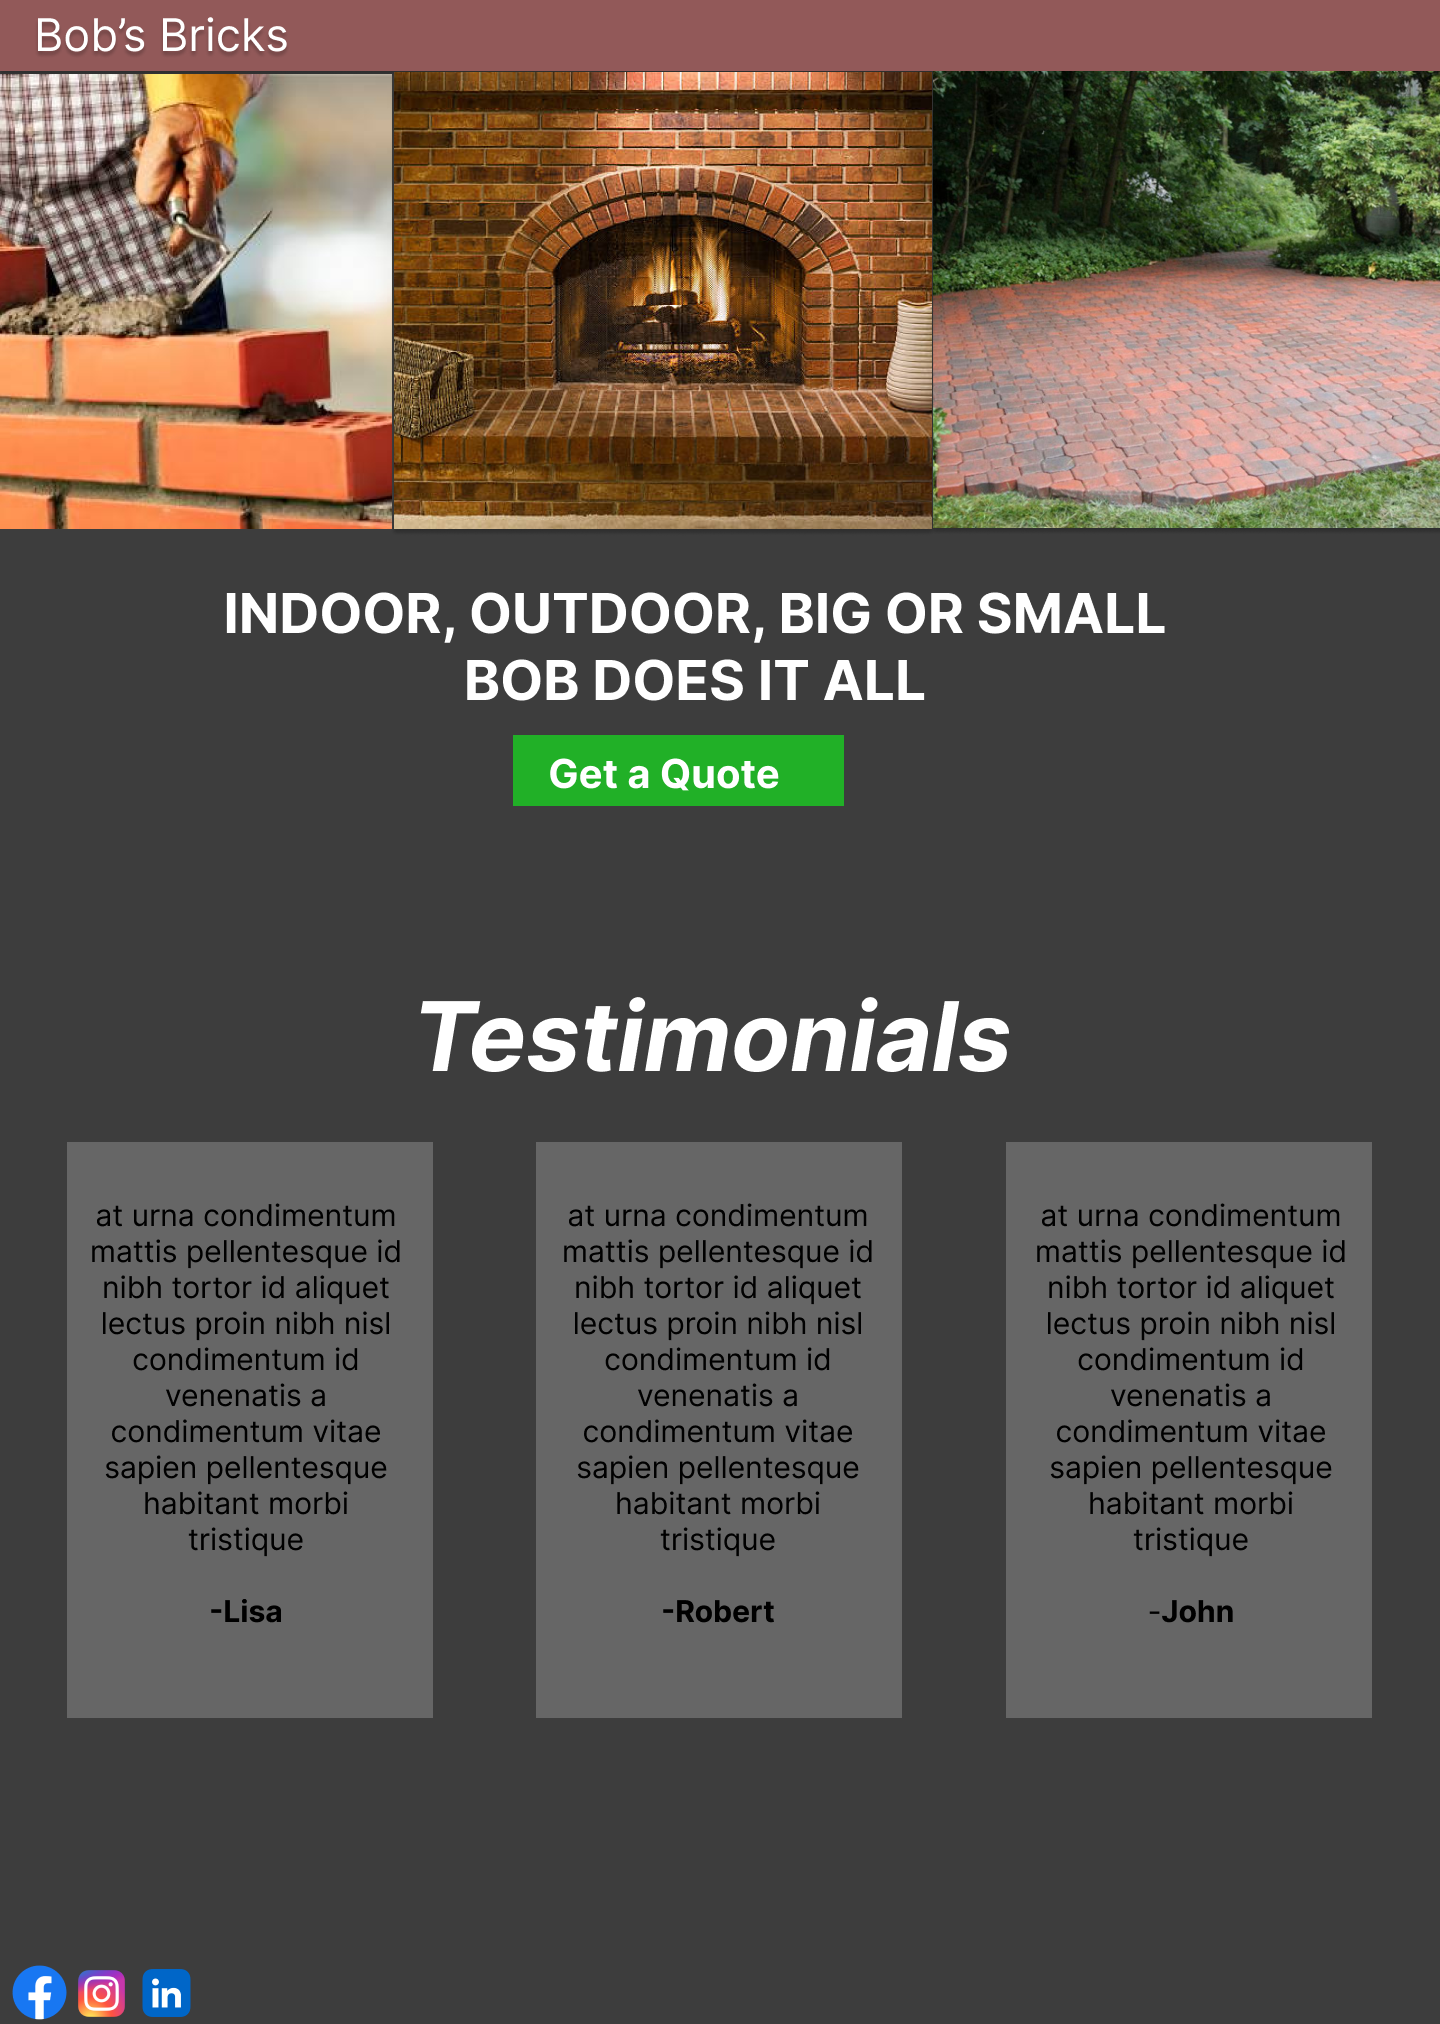 Bob’s Bricks
INDOOR, OUTDOOR, BIG OR SMALL
BOB DOES IT ALL
Get a Quote
Testimonials
at urna condimentum
mattis pellentesque id
nibh tortor id aliquet
lectus proin nibh nisl
condimentum id
venenatis a
condimentum vitae
sapien pellentesque
habitant morbi
tristique
-Lisa
at urna condimentum
mattis pellentesque id
nibh tortor id aliquet
lectus proin nibh nisl
condimentum id
venenatis a
condimentum vitae
sapien pellentesque
habitant morbi
tristique
-Robert
at urna condimentum
mattis pellentesque id
nibh tortor id aliquet
lectus proin nibh nisl
condimentum id
venenatis a
condimentum vitae
sapien pellentesque
habitant morbi
tristique
-John
f
in